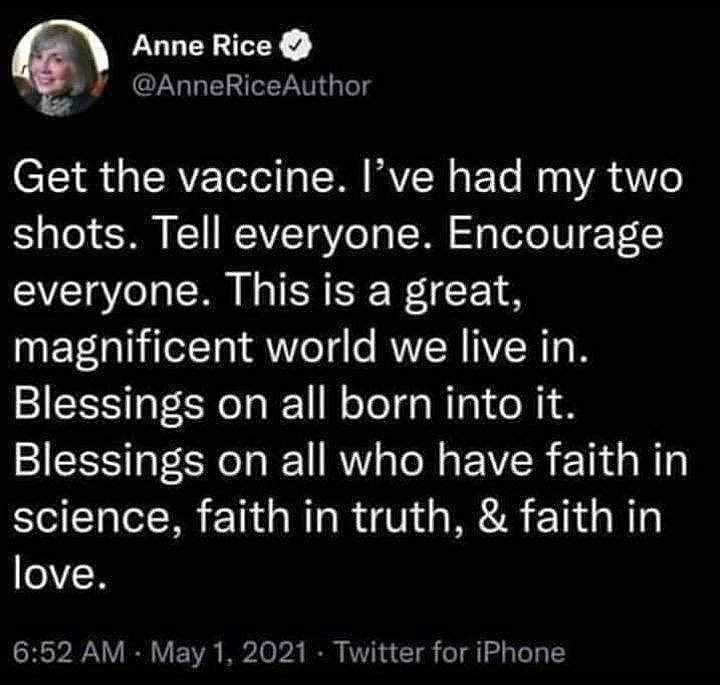 Anne Rice
@AnneRiceAuthor
Get the vaccine. I’ve had my two
shots. Tell everyone. Encourage
everyone. This is a great,
magnificent world we live in.
Blessings on all born into it.
Blessings on all who have faith in
science, faith in truth, & faith in
love.
6:52 AM · May 1, 2021 · Twitter for iPhone